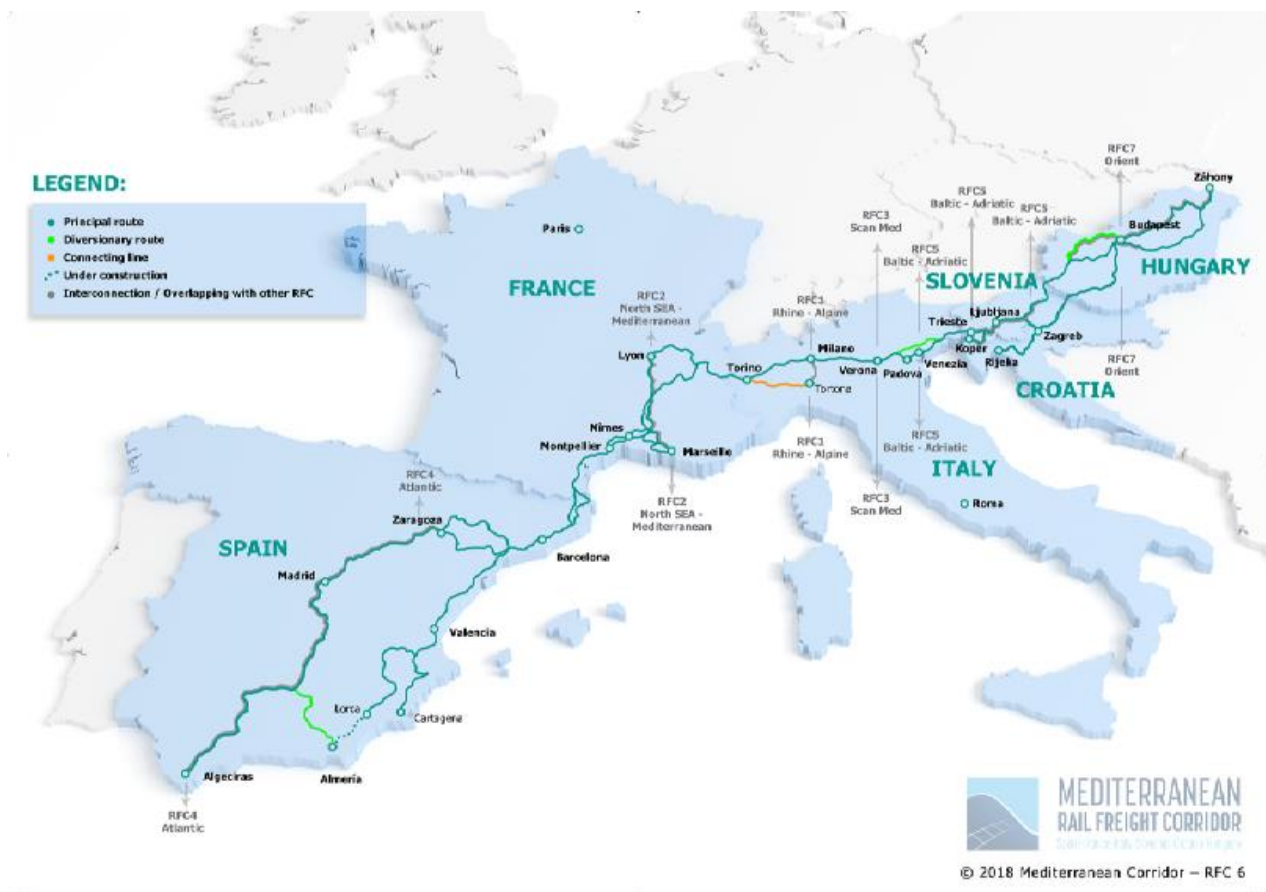 LEGEND:
Principal route
Diversionary route
Connecting line
Under construction
Interconnection / Overlapping with other RFC
RFC7
Orient
Záhony
RFC5
Baltic - Adriatic
RFC5
Baltic - Adriatic
RFC3
Scan Med
RFC5
Baltic - Adriatic
Budapest
HUNGARY
SLOVENIA
Paris
FRANCE
RFC2
North SEA -
Mediterranean
RFC1
Rhine - Alpine
Ljubljana
Trieste
Koper
Zagreb
Rijeka
RFC7
Orient
CROATIA
Lyon
Torino
Milano
Verona
Padova
Venezia
Tortona
Nîmes
Montpellier
Marseille
RFC1
Rhine - Alpine
RFC5
Baltic - Adriatic
ITALY
RFC3
Scan Med
Roma
RFC4
Atlantic
RFC2
North SEA -
Mediterranean
Zaragoza
SPAIN
Barcelona
Madrid
Valencia
Lorca
Cartagena
Algeciras
Almería
RFC4
Atlantic
MEDITERRANEAN
RAIL FREIGHT CORRIDOR
© 2018 Mediterranean Corridor – RFC 6